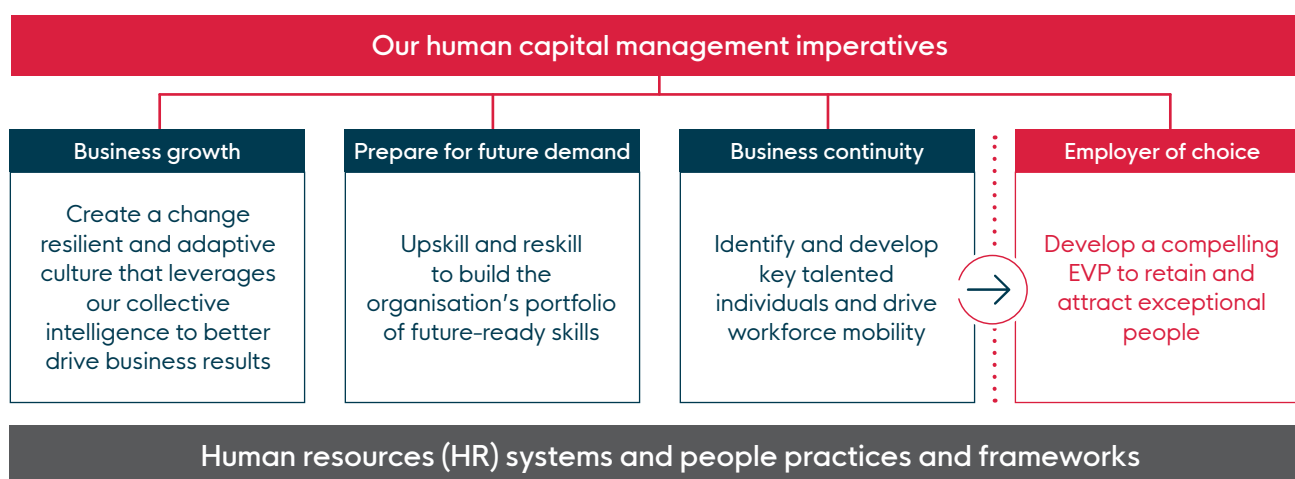 Our human capital management imperatives
Business growth
Create a change
resilient and adaptive
culture that leverages
our collective
intelligence to better
drive business results
Prepare for future demand
Upskill and reskill
to build the
organisation’s portfolio
of future-ready skills
Business continuity
Identify and develop
key talented
individuals and drive
workforce mobility
Employer of choice
Develop a compelling
EVP to retain and
attract exceptional
people
Human resources (HR) systems and people practices and frameworks